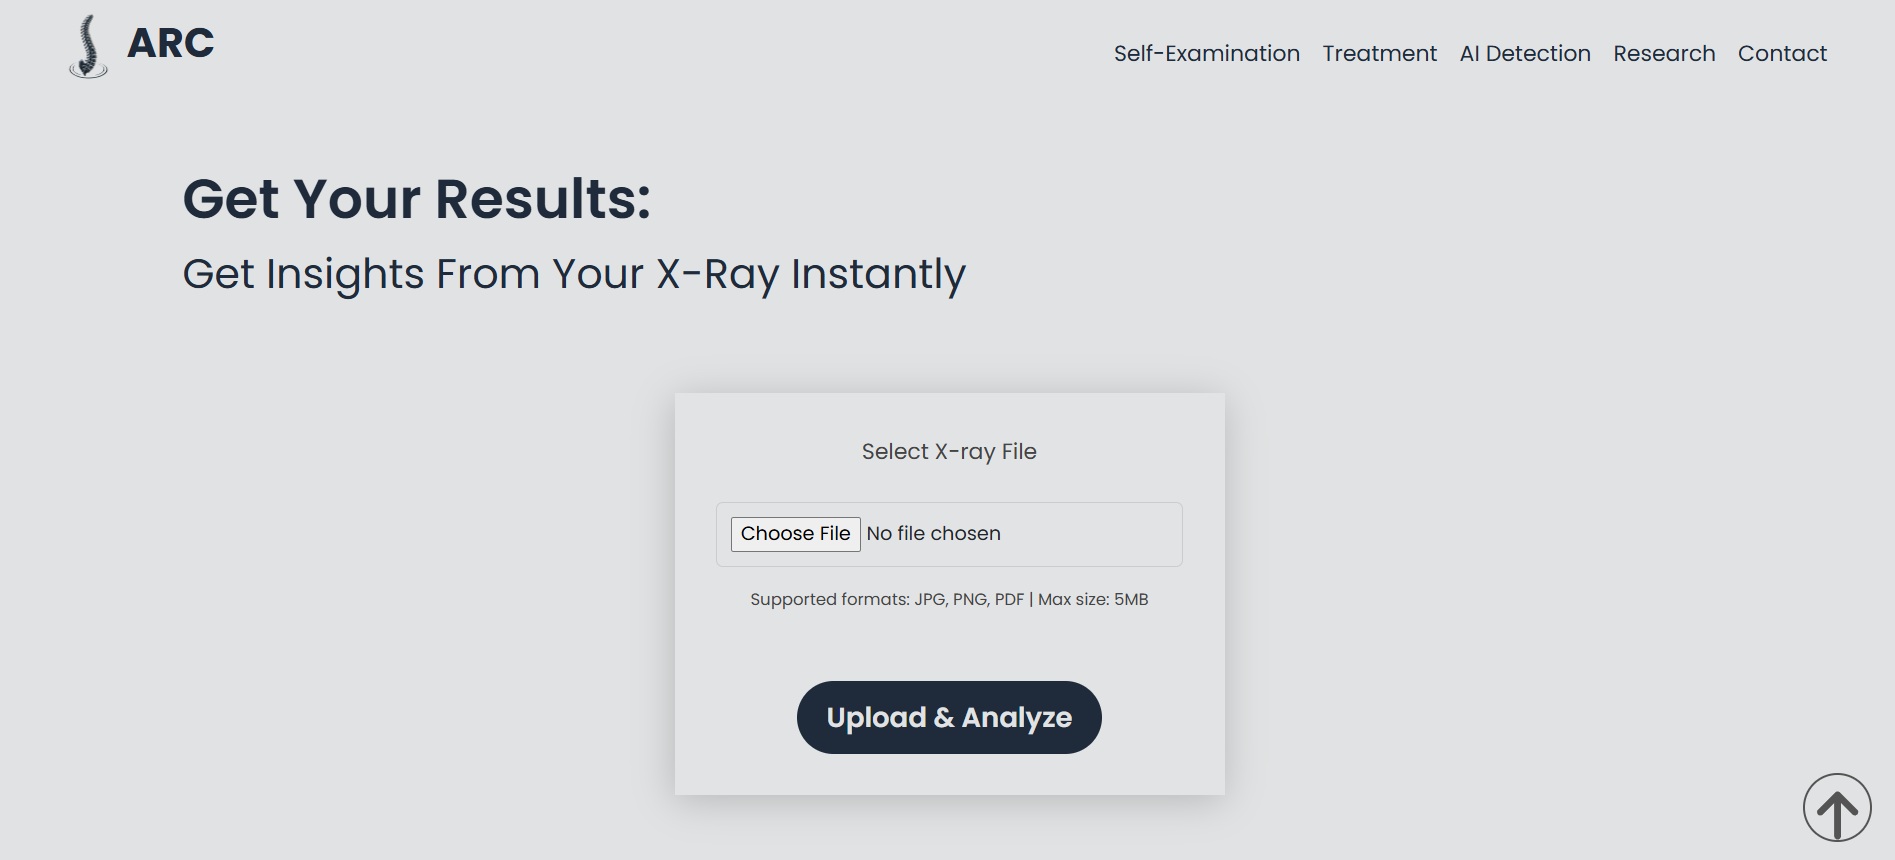 ARC
Self-Examination Treatment AI Detection Research Contact
Get Your Results:
Get Insights From Your X-Ray Instantly
Select X-ray File
Choose File No file chosen
Supported formats: JPG, PNG, PDF | Max size: 5MB
Upload & Analyze